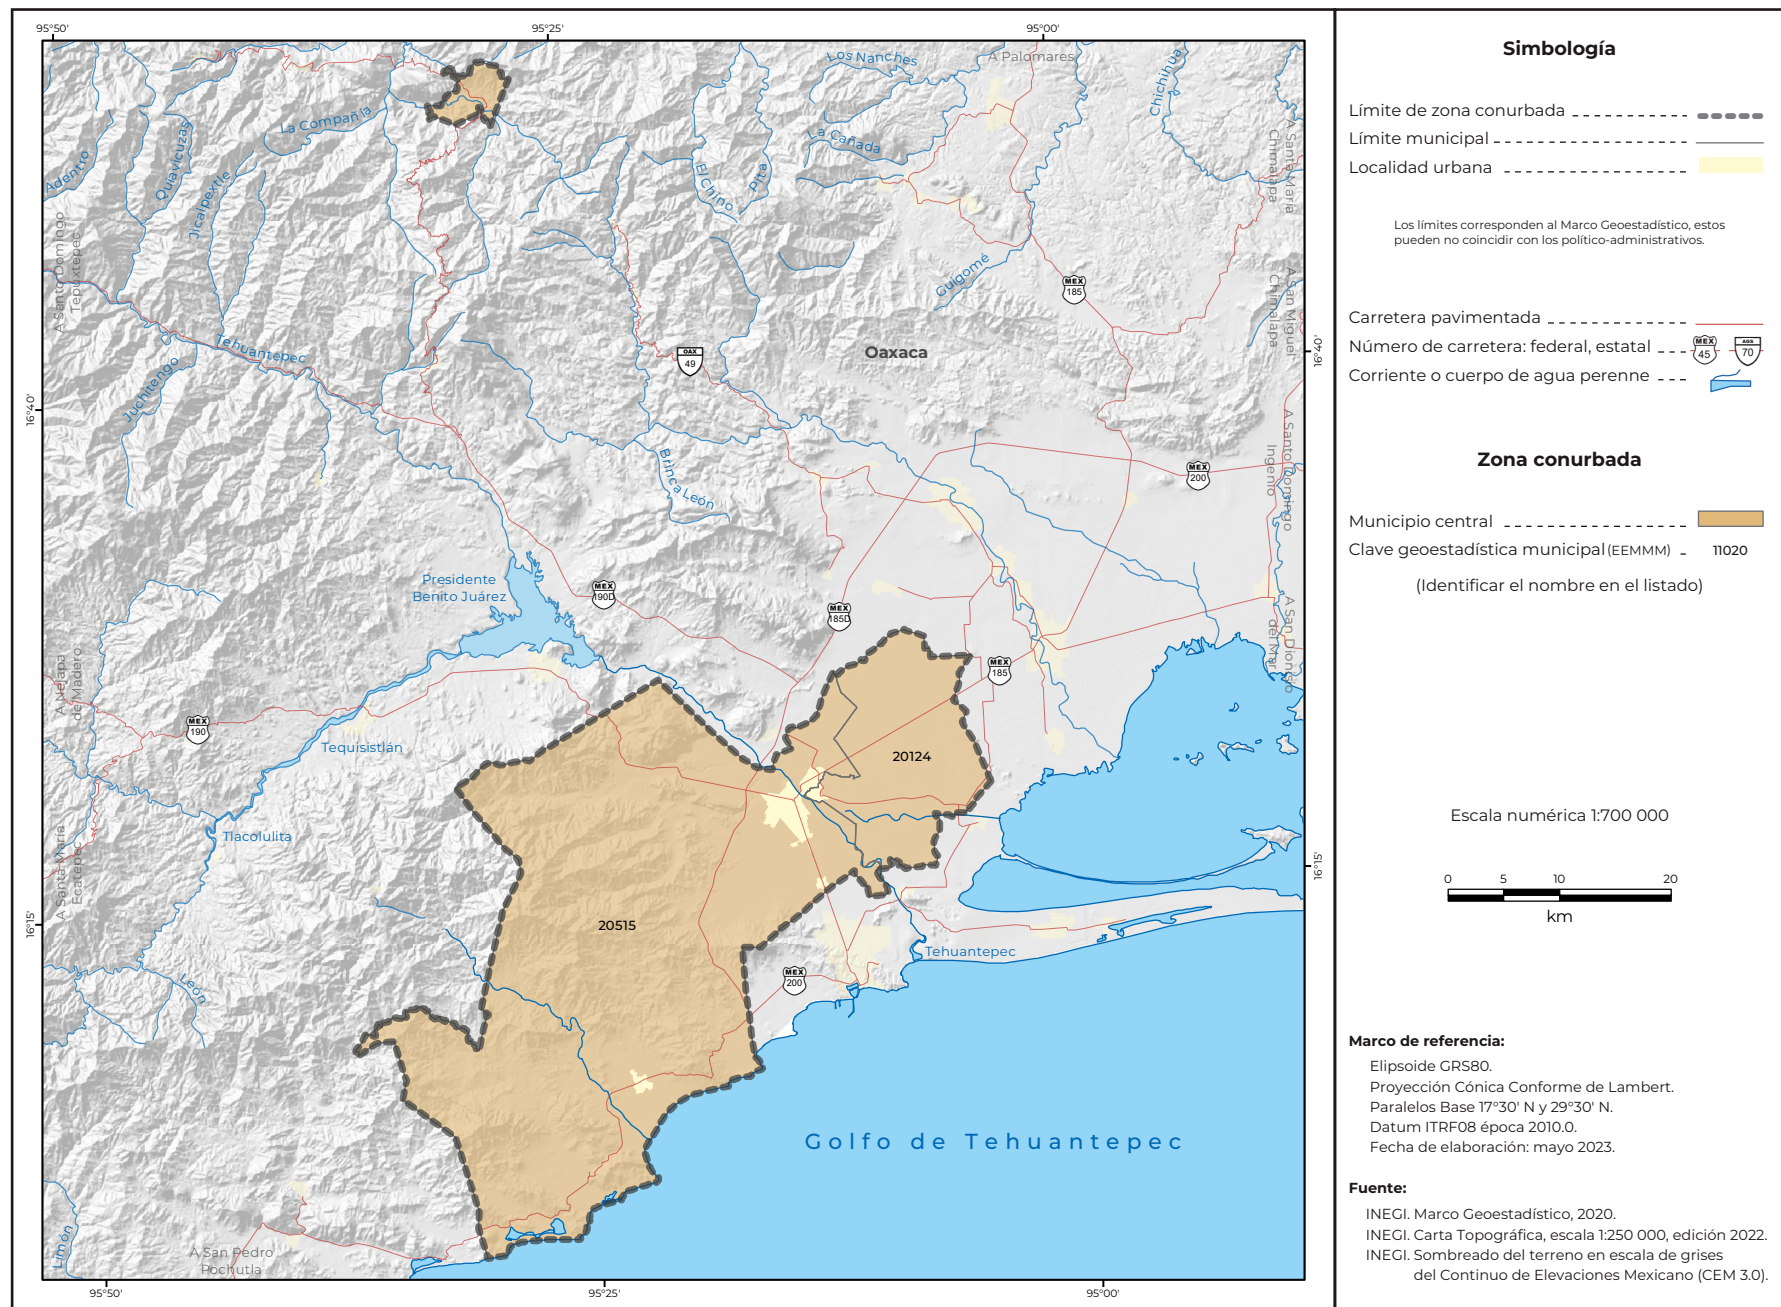 95°50'
95°25'
95°00'
Los Nanches
A Palomares
Chichihua
La Compañía
La Cañada
Adentro
Quiavicuzas
Jicalpextle
El Chino
Pita
A Santa María
Chimalapa
A Santo Domingo
Tepuxtepec
Guigomé
MEX
185
A San Miguel
Chimalapa
Tehuantepec
OAX
49
Oaxaca
16°40'
Juchitengo
16°40'
Brinca León
MEX
200
A Santo Domingo
Ingenio
Presidente
Benito Juárez
MEX
190D
MEX
185D
A San Dionisio
del Mar
MEX
185
A Nejapa
de Madero
MEX
190
Tequisistlán
20124
Tlacolulita
A Santa María
Ecatepec
16°15'
20515
16°15'
Tehuantepec
León
MEX
200
Golfo de Tehuantepec
Limón
A San Pedro
Pochutla
95°50'
95°25'
95°00'
Simbología
Límite de zona conurbada
Límite municipal
Localidad urbana
Los límites corresponden al Marco Geoestadístico, estos
pueden no coincidir con los político-administrativos.
Carretera pavimentada
Número de carretera: federal, estatal
MEX
45
AGS
70
Corriente o cuerpo de agua perenne
Zona conurbada
Municipio central
Clave geoestadística municipal (EEMMM)
11020
(Identificar el nombre en el listado)
Escala numérica 1:700 000
0 5 10 20
km
Marco de referencia:
Elipsoide GRS80.
Proyección Cónica Conforme de Lambert.
Paralelos Base 17°30' N y 29°30' N.
Datum ITRF08 época 2010.0.
Fecha de elaboración: mayo 2023.
Fuente:
INEGI. Marco Geoestadístico, 2020.
INEGI. Carta Topográfica, escala 1:250 000, edición 2022.
INEGI. Sombreado del terreno en escala de grises
del Continuo de Elevaciones Mexicano (CEM 3.0).